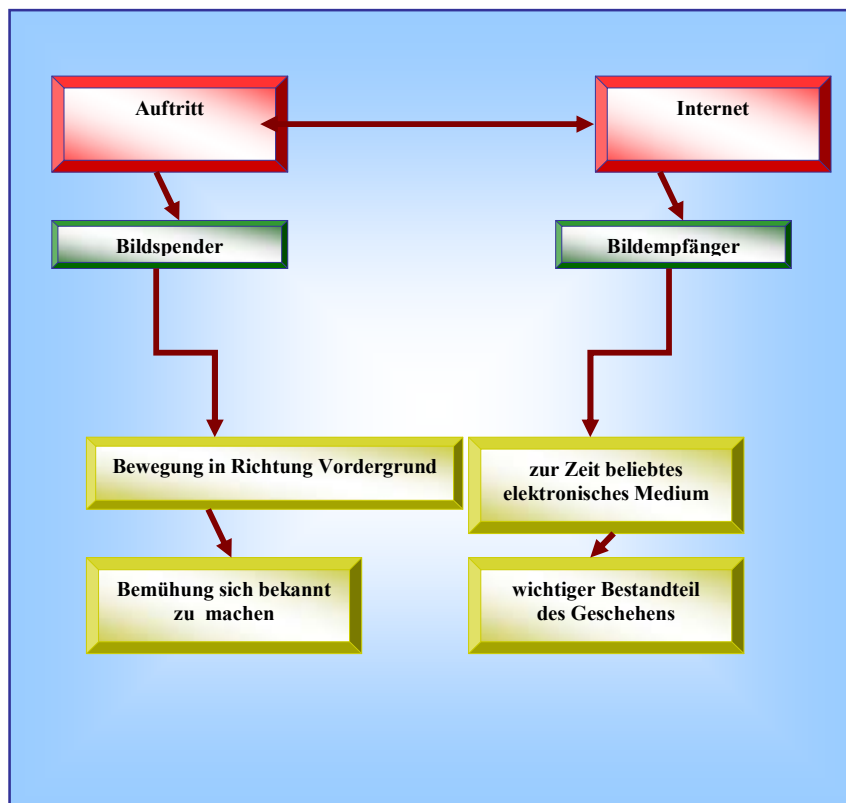 Auftritt
Internet
Bildspender
Bildempfänger
Bewegung in Richtung Vordergrund
zur Zeit beliebtes
elektronisches Medium
Bemühung sich bekannt
zu machen
wichtiger Bestandteil
des Geschehens